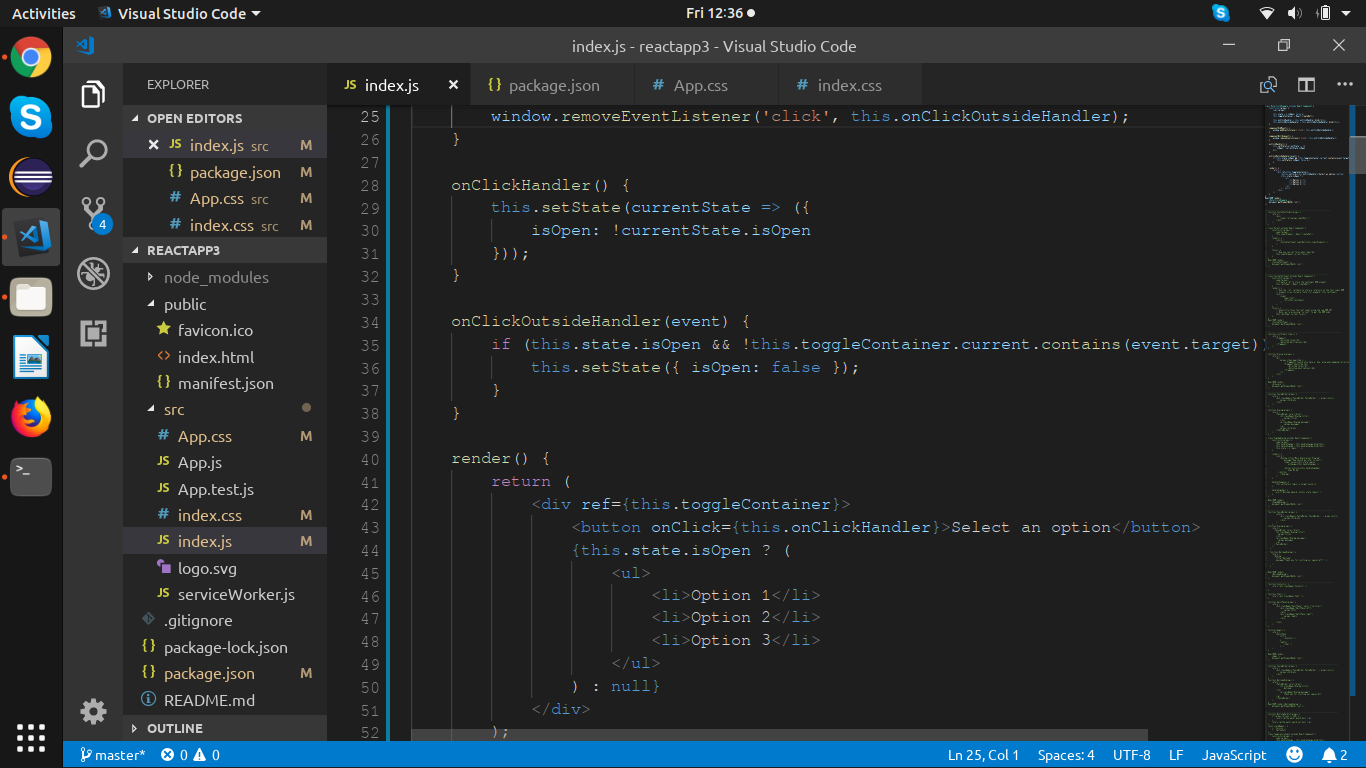 Activities
Visual Studio Code
Fri 12:36
index.js - reactapp3 - Visual Studio Code
EXPLORER
OPEN EDITORS
index.js src M
package.json M
App.css src M
index.css src M
4
REACTAPP3
node_modules
public
favicon.ico
index.html
manifest.json
src
App.css M
App.js
App.test.js
index.css M
index.js M
logo.svg
serviceWorker.js
.gitignore
package-lock.json
package.json M
README.md
OUTLINE
JS index.js
{} package.json
# App.css
# index.css
25 window.removeEventListener('click', this.onClickOutsideHandler);
26 }
27
28 onClickHandler() {
29 this.setState(currentState => ({
30 isOpen: !currentState.isOpen
31 }));
32 }
33
34 onClickOutsideHandler(event) {
35 if (this.state.isOpen && !this.toggleContainer.current.contains(event.target))
36 this.setState({ isOpen: false });
37 }
38 }
39
40 render() {
41 return (
42 <div ref={this.toggleContainer}>
43 <button onClick={this.onClickHandler}>Select an option</button>
44 {this.state.isOpen ? (
45 <ul>
46 <li>Option 1</li>
47 <li>Option 2</li>
48 <li>Option 3</li>
49 </ul>
50 ) : null}
51 </div>
52 );
master* 0 0
Ln 25, Col 1
Spaces: 4
UTF-8
LF
JavaScript
2